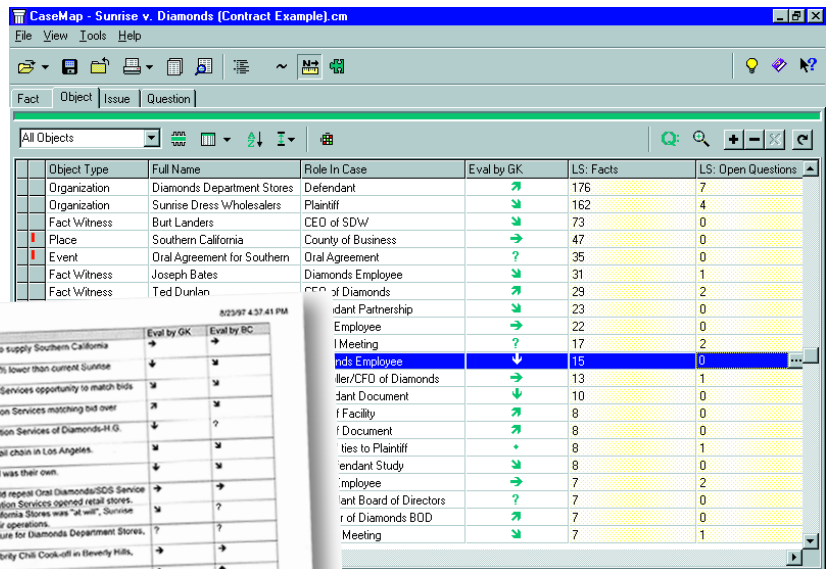 CaseMap - Sunrise v. Diamonds (Contract Example).cm
File View Tools Help
Fact Object Issue Question
All Objects
Q:
Object Type Full Name Role In Case Eval by GK LS: Facts LS: Open Questions
Organization Diamonds Department Stores Defendant 176 7
Organization Sunrise Dress Wholesalers Plaintiff 162 4
Fact Witness Burt Landers CEO of SDW 73 0
Place Southern California County of Business 47 0
Event Oral Agreement for Southern Oral Agreement ? 35 0
Fact Witness Joseph Bates Diamonds Employee 31 1
Fact Witness Ted Dunlap CEO of Diamonds 29 2
dant Partnership 23 0
Employee 22 0
l Meeting ? 17 2
nds Employee 15 0 ...
ller/CFO of Diamonds 13 1
dant Document 10 0
f Facility 8 0
f Document 8 0
ties to Plaintiff 8 1
fendant Study 8 0
Employee 7 2
lant Board of Directors ? 7 0
r of Diamonds BOD 7 0
Meeting 7 1
8/23/97 4:37:41 PM
Eval by GK Eval by BC
o supply Southern California
% lower than current Sunrise
Services opportunity to match bids
on Services matching bid over
tion Services of Diamonds-H.G. ?
ail chain in Los Angeles.
l was their own.
ld repeal Oral Diamonds/SDS Service
tion Services opened retail stores.
ifornia Stores was "at will", Sunrise ?
ir operations.
ure for Diamonds Department Stores, ? ?
brity Chili Cook-off in Beverly Hills,